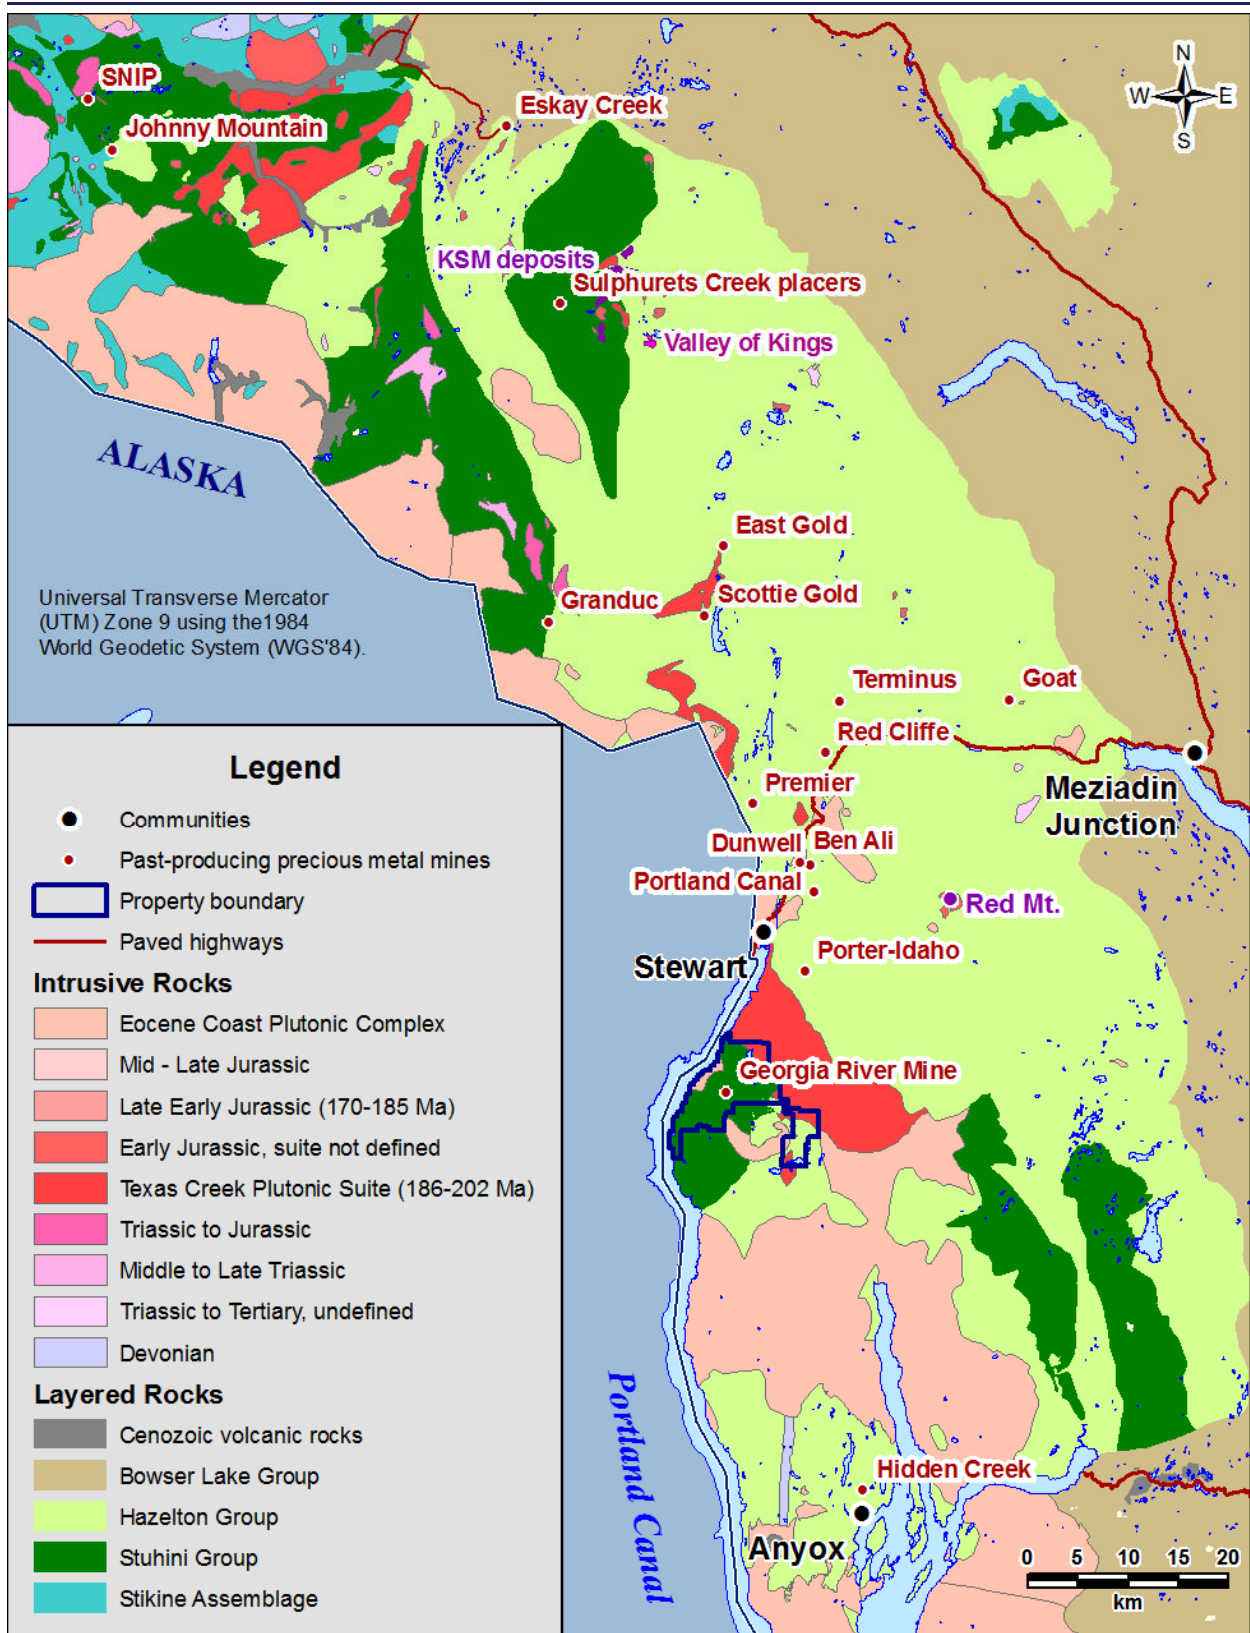 N
W
E
S
SNIP
Johnny Mountain
Eskay Creek
KSM deposits
Sulphurets Creek placers
Valley of Kings
ALASKA
East Gold
Universal Transverse Mercator
(UTM) Zone 9 using the1984
World Geodetic System (WGS'84).
Granduc
Scottie Gold
Terminus
Goat
Red Cliffe
Premier
Meziadin
Junction
Dunwell
Ben Ali
Portland Canal
Red Mt.
Stewart
Porter-Idaho
Georgia River Mine
Portland Canal
Hidden Creek
Anyox
0 5 10 15 20
km
Legend
Communities
Past-producing precious metal mines
Property boundary
Paved highways
Intrusive Rocks
Eocene Coast Plutonic Complex
Mid - Late Jurassic
Late Early Jurassic (170-185 Ma)
Early Jurassic, suite not defined
Texas Creek Plutonic Suite (186-202 Ma)
Triassic to Jurassic
Middle to Late Triassic
Triassic to Tertiary, undefined
Devonian
Layered Rocks
Cenozoic volcanic rocks
Bowser Lake Group
Hazelton Group
Stuhini Group
Stikine Assemblage